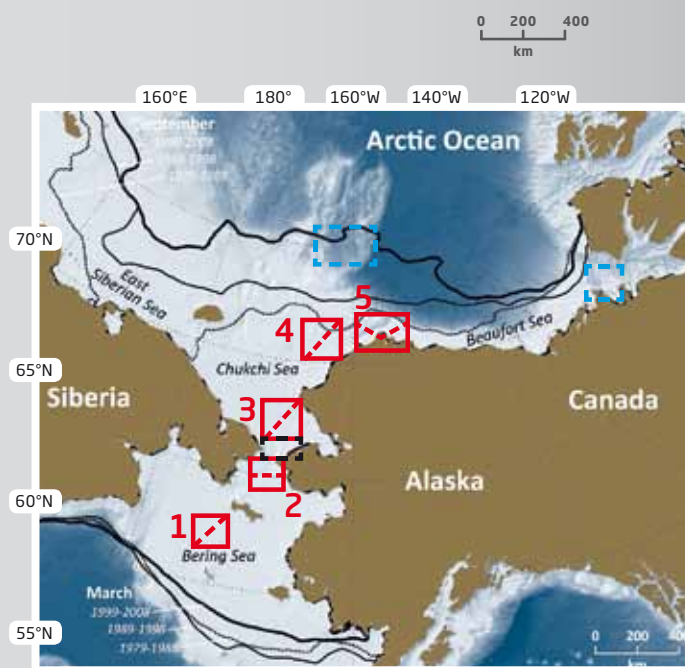 0 200 400
km
160°E 180° 160°W 140°W 120°W
September
Arctic Ocean
70°N
East
Siberian Sea
5
4
Beaufort Sea
65°N
Chukchi Sea
Siberia
3
Canada
Alaska
60°N
2
1
Bering Sea
March
1999-2008
1989-1998
1979-1988
55°N
0 200 400
km